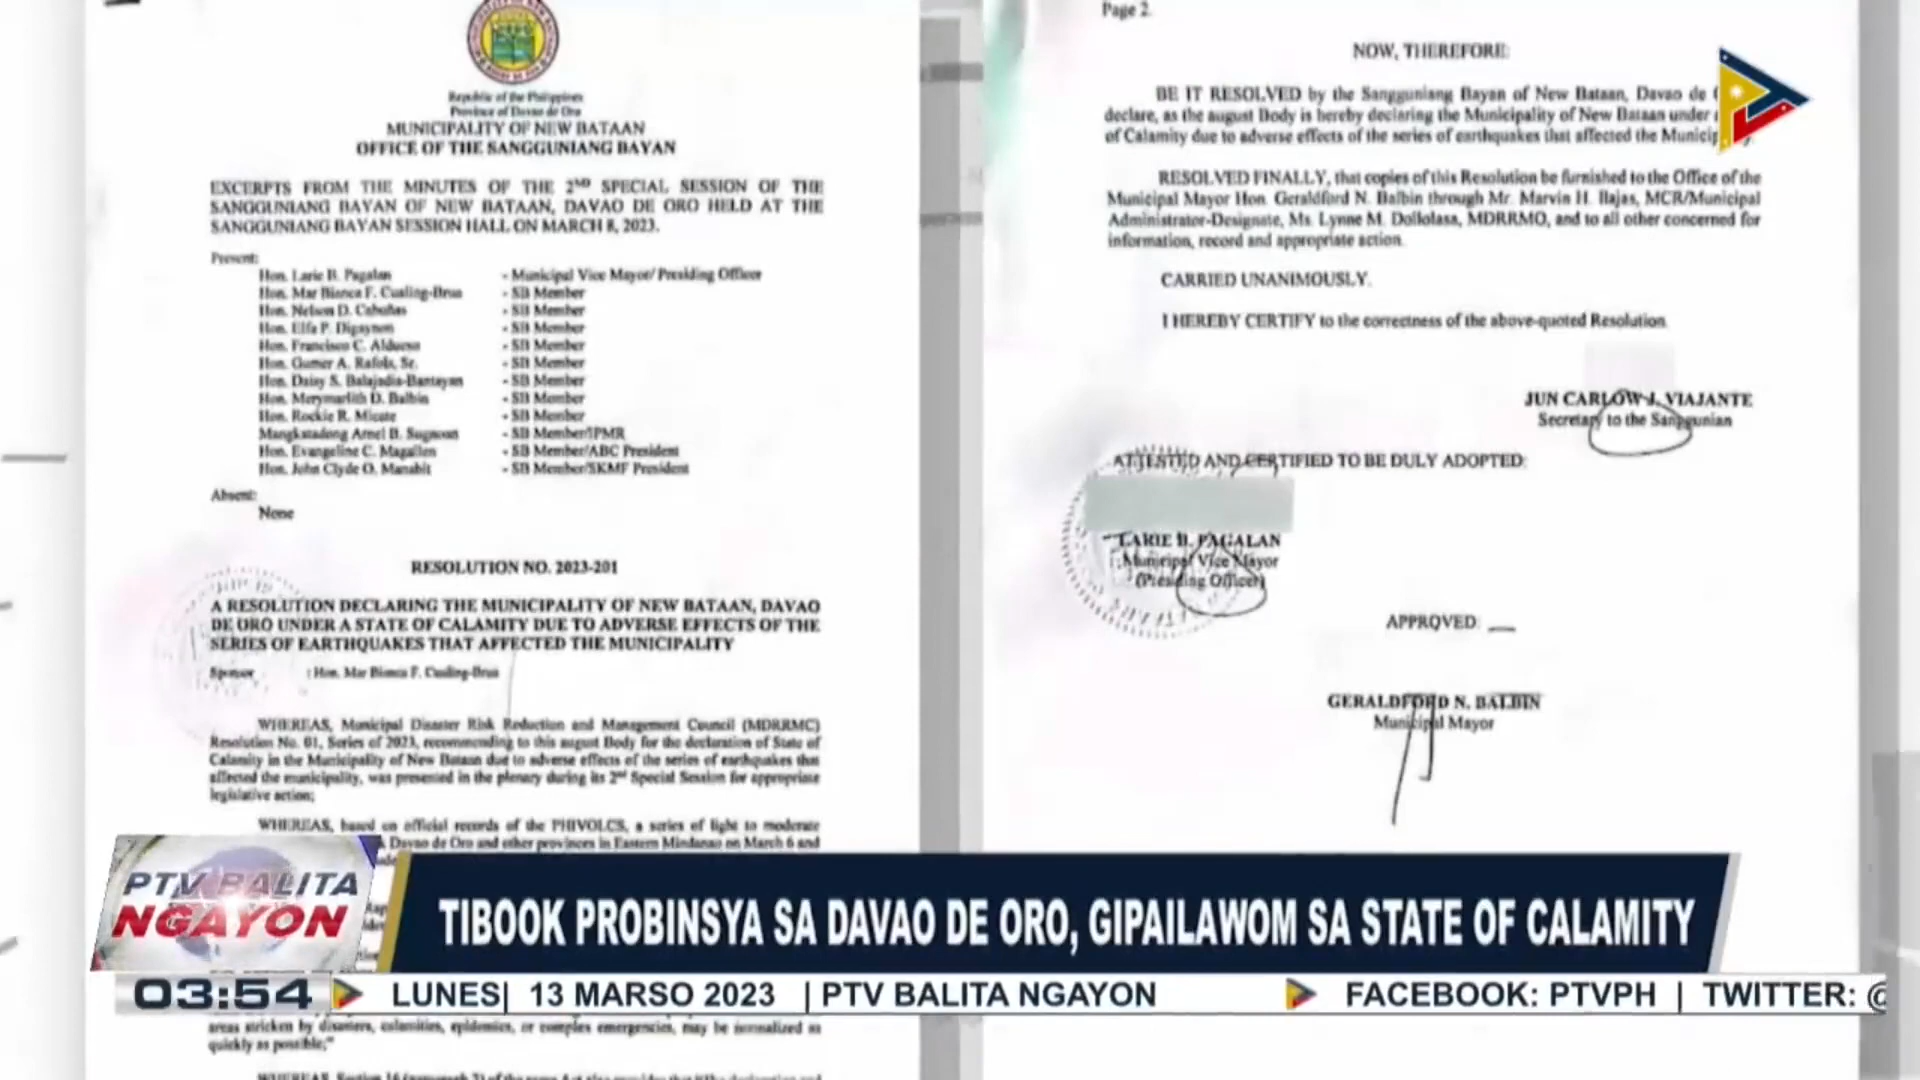 Republic of the Philippines
Province of Davao de Oro
MUNICIPALITY OF NEW BATAAN
OFFICE OF THE SANGGUNIANG BAYAN
EXCERPTS FROM THE MINUTES OF THE 2ND SPECIAL SESSION OF THE
SANGGUNIANG BAYAN OF NEW BATAAN, DAVAO DE ORO HELD AT THE
SANGGUNIANG BAYAN SESSION HALL ON MARCH 8, 2023.
Present:
Hon. Larie B. Pagalan - Municipal Vice Mayor/ Presiding Officer
Hon. Mar Bianca F. Cualing-Brua - SB Member
Hon. Nelson D. Cabuñas - SB Member
Hon. Elfa P. - SB Member
Hon. Francisco C. - SB Member
Hon. Gumer A. Rafols, Sr. - SB Member
Hon. Daisy S. Balajadia-Bantayan - SB Member
Hon. Merymarlith D. Balbin - SB Member
Hon. Rockie R. Micate - SB Member
Mangkatadong Arnel B. - SB Member/IPMR
Hon. Evangeline C. Magallen - SB Member/ABC President
Hon. John Clyde O. Manabit - SB Member/SKMF President
Absent:
None
RESOLUTION NO. 2023-201
A RESOLUTION DECLARING THE MUNICIPALITY OF NEW BATAAN, DAVAO
DE ORO UNDER A STATE OF CALAMITY DUE TO ADVERSE EFFECTS OF THE
SERIES OF EARTHQUAKES THAT AFFECTED THE MUNICIPALITY
Sponsor : Hon. Mar Bianca F. Cualing-Brua
WHEREAS, Municipal Disaster Risk Reduction and Management Council (MDRRMC)
Resolution No. 01, Series of 2023, recommending to this august Body for the declaration of State of
Calamity in the Municipality of New Bataan due to adverse effects of the series of earthquakes that
affected the municipality, was presented in the plenary during its 2nd Special Session for appropriate
legislative action;
WHEREAS, based on official records of the PHIVOLCS, a series of light to moderate
Davao de Oro and other provinces in Eastern Mindanao on March 6 and
areas stricken by disasters, calamities, epidemics, or complex emergencies, may be normalized as
quickly as possible;"
Page 2.
NOW, THEREFORE:
BE IT RESOLVED by the Sangguniang Bayan of New Bataan, Davao de
declare, as the august Body is hereby declaring the Municipality of New Bataan under
of Calamity due to adverse effects of the series of earthquakes that affected the
RESOLVED FINALLY, that copies of this Resolution be furnished to the Office of the
Municipal Mayor Hon. Geraldford N. Balbin through Mr. Marvin H. Ilajas, MCR/Municipal
Administrator-Designate, Ms. Lynne M. Dollolasa, MDRRMO, and to all other concerned for
information, record and appropriate action.
CARRIED UNANIMOUSLY.
I HEREBY CERTIFY to the correctness of the above-quoted Resolution.
JUN CARLOW J. VIAJANTE
Secretary to the Sanggunian
ATTESTED AND CERTIFIED TO BE DULY ADOPTED:
LARIE B. PAGALAN
Municipal Vice Mayor
(Presiding Officer)
APPROVED:
GERALDFORD N. BALBIN
Municipal Mayor
PTV BALITA
NGAYON
TIBOOK PROBINSYA SA DAVAO DE ORO, GIPAILAWOM SA STATE OF CALAMITY
03:54 LUNES| 13 MARSO 2023 | PTV BALITA NGAYON FACEBOOK: PTVPH | TWITTER: @